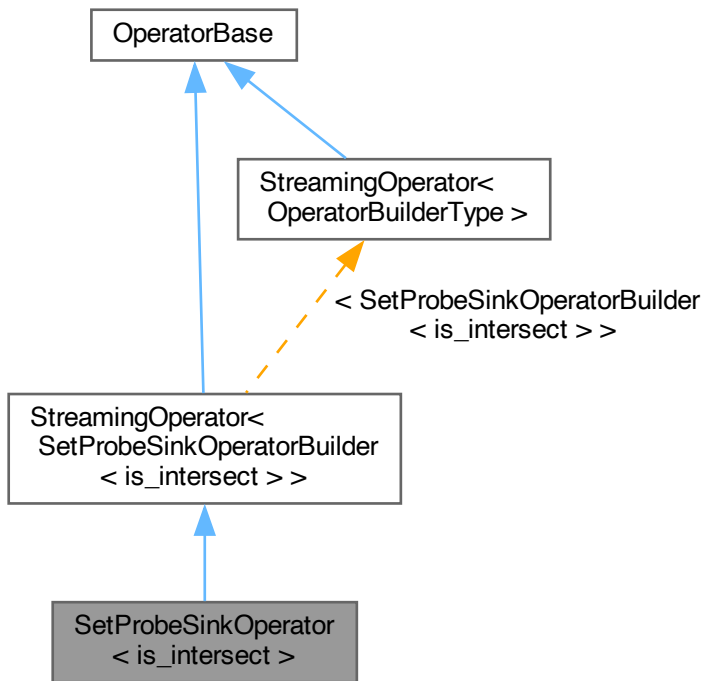 OperatorBase
StreamingOperator<
OperatorBuilderType >
< SetProbeSinkOperatorBuilder
< is_intersect > >
StreamingOperator<
SetProbeSinkOperatorBuilder
< is_intersect > >
SetProbeSinkOperator
< is_intersect >